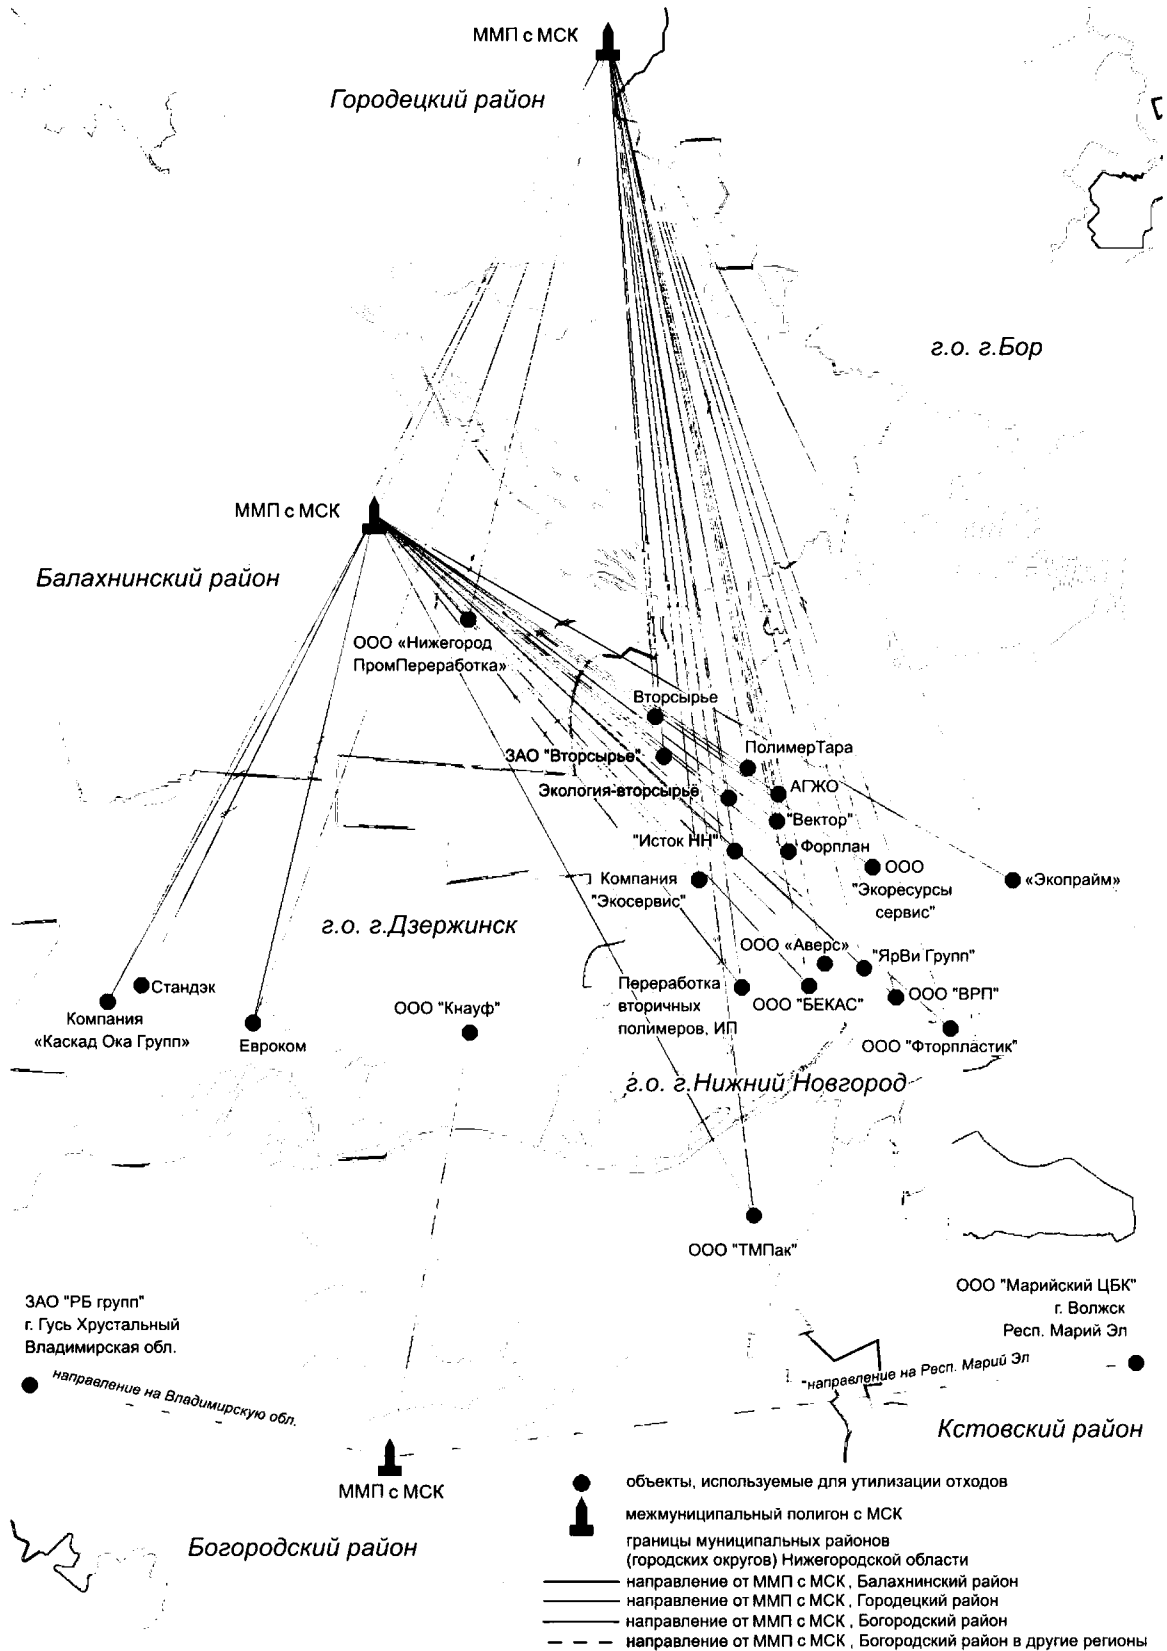 ММП с МСК
Городецкий район
г.о. г.Бор
ММП с МСК
Балахнинский район
ООО «Нижегород
ПромПереработка»
Вторсырье
ЗАО "Вторсырье"
ПолимерТара
Экология-вторсырьё
АГЖО
"Вектор"
"Исток НН"
Форплан
Компания
"Экосервис"
ООО
"Экоресурсы
сервис"
«Экопрайм»
г.о. г.Дзержинск
ООО «Аверс»
"ЯрВи Групп"
Стандэк
Компания
«Каскад Ока Групп»
Евроком
ООО "Кнауф"
Переработка
вторичных
полимеров, ИП
ООО "БЕКАС"
ООО "ВРП"
ООО "Фторпластик"
г.о. г.Нижний Новгород
ООО "ТМПак"
ЗАО "РБ групп"
г. Гусь Хрустальный
Владимирская обл.
направление на Владимирскую обл.
ООО "Марийский ЦБК"
г. Волжск
Респ. Марий Эл
направление на Респ. Марий Эл
Кстовский район
ММП с МСК
Богородский район
объекты, используемые для утилизации отходов
межмуниципальный полигон с МСК
границы муниципальных районов
(городских округов) Нижегородской области
направление от ММП с МСК , Балахнинский район
направление от ММП с МСК , Городецкий район
направление от ММП с МСК , Богородский район
направление от ММП с МСК , Богородский район в другие регионы